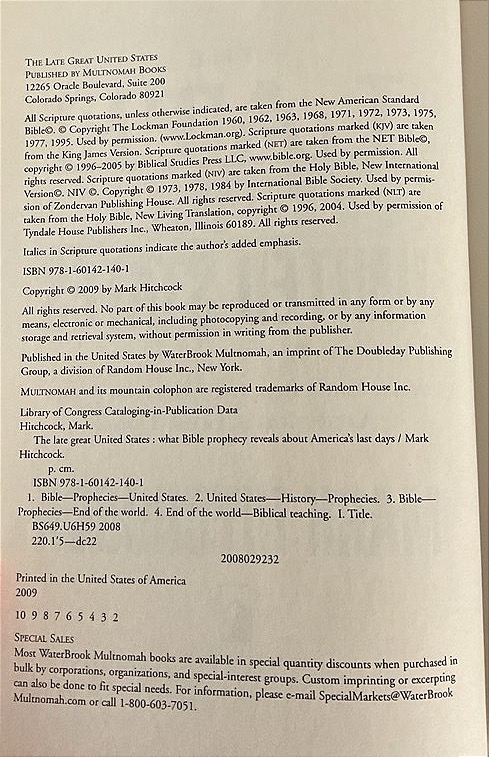 THE LATE GREAT UNITED STATES
PUBLISHED BY MULTNOMAH BOOKS
12265 Oracle Boulevard, Suite 200
Colorado Springs, Colorado 80921
All Scripture quotations, unless otherwise indicated, are taken from the New American Standard
Bible©. © Copyright The Lockman Foundation 1960, 1962, 1963, 1968, 1971, 1972, 1973, 1975,
1977, 1995. Used by permission. (www.Lockman.org). Scripture quotations marked (KJV) are taken
from the King James Version. Scripture quotations marked (NET) are taken from the NET Bible©,
copyright © 1996–2005 by Biblical Studies Press LLC, www.bible.org. Used by permission. All
rights reserved. Scripture quotations marked (NIV) are taken from the Holy Bible, New International
Version©. NIV ©. Copyright © 1973, 1978, 1984 by International Bible Society. Used by permis-
sion of Zondervan Publishing House. All rights reserved. Scripture quotations marked (NLT) are
taken from the Holy Bible, New Living Translation, copyright © 1996, 2004. Used by permission of
Tyndale House Publishers Inc., Wheaton, Illinois 60189. All rights reserved.
Italics in Scripture quotations indicate the author's added emphasis.
ISBN 978-1-60142-140-1
Copyright © 2009 by Mark Hitchcock
All rights reserved. No part of this book may be reproduced or transmitted in any form or by any
means, electronic or mechanical, including photocopying and recording, or by any information
storage and retrieval system, without permission in writing from the publisher.
Published in the United States by WaterBrook Multnomah, an imprint of The Doubleday Publishing
Group, a division of Random House Inc., New York.
MULTNOMAH and its mountain colophon are registered trademarks of Random House Inc.
Library of Congress Cataloging-in-Publication Data
Hitchcock, Mark.
The late great United States : what Bible prophecy reveals about America's last days / Mark
Hitchcock.
p. cm.
ISBN 978-1-60142-140-1
1. Bible—Prophecies—United States. 2. United States—History—Prophecies. 3. Bible—
Prophecies—End of the world. 4. End of the world—Biblical teaching. I. Title.
BS649.U6H59 2008
220.1'5—dc22
2008029232
Printed in the United States of America
2009
10 9 8 7 6 5 4 3 2
SPECIAL SALES
Most WaterBrook Multnomah books are available in special quantity discounts when purchased in
bulk by corporations, organizations, and special-interest groups. Custom imprinting or excerpting
can also be done to fit special needs. For information, please e-mail SpecialMarkets@WaterBrook
Multnomah.com or call 1-800-603-7051.